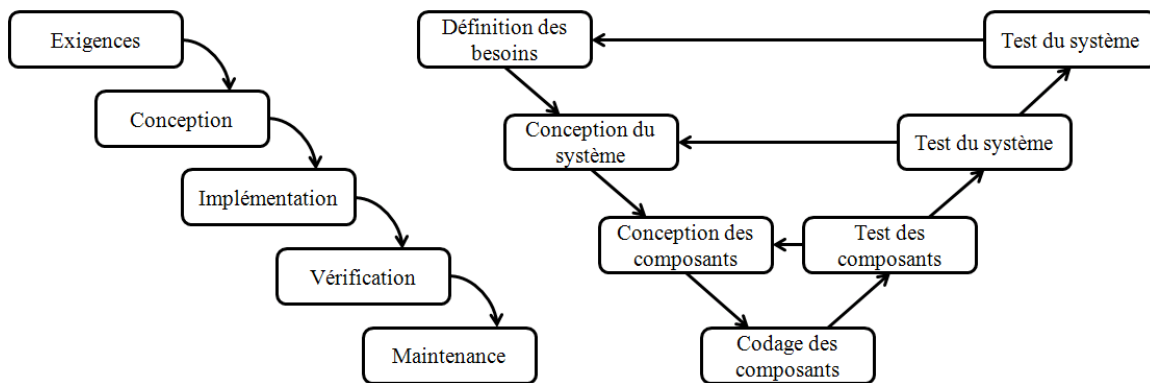 Exigences
Conception
Implémentation
Vérification
Maintenance
Définition des
besoins
Conception du
système
Conception des
composants
Codage des
composants
Test des
composants
Test du système
Test du système